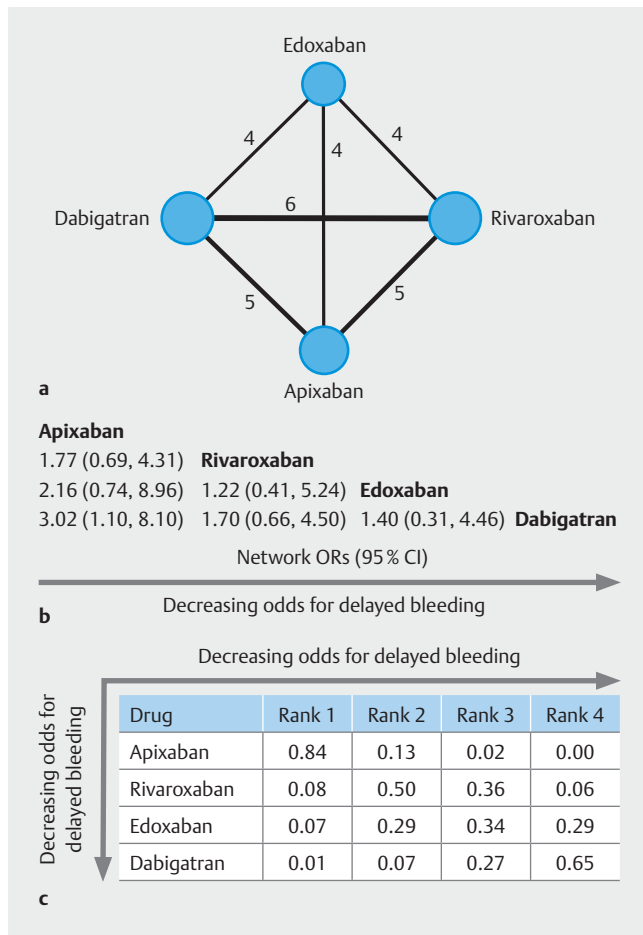 Edoxaban
4
4
4
Dabigatran
6
Rivaroxaban
5
5
a
Apixaban
Apixaban
1.77 (0.69, 4.31) Rivaroxaban
2.16 (0.74, 8.96) 1.22 (0.41, 5.24) Edoxaban
3.02 (1.10, 8.10) 1.70 (0.66, 4.50) 1.40 (0.31, 4.46) Dabigatran
Network ORs (95 % CI)
b
Decreasing odds for delayed bleeding
Decreasing odds for delayed bleeding
Decreasing odds for
delayed bleeding
Drug Rank 1 Rank 2 Rank 3 Rank 4
Apixaban 0.84 0.13 0.02 0.00
Rivaroxaban 0.08 0.50 0.36 0.06
Edoxaban 0.07 0.29 0.34 0.29
Dabigatran 0.01 0.07 0.27 0.65
c